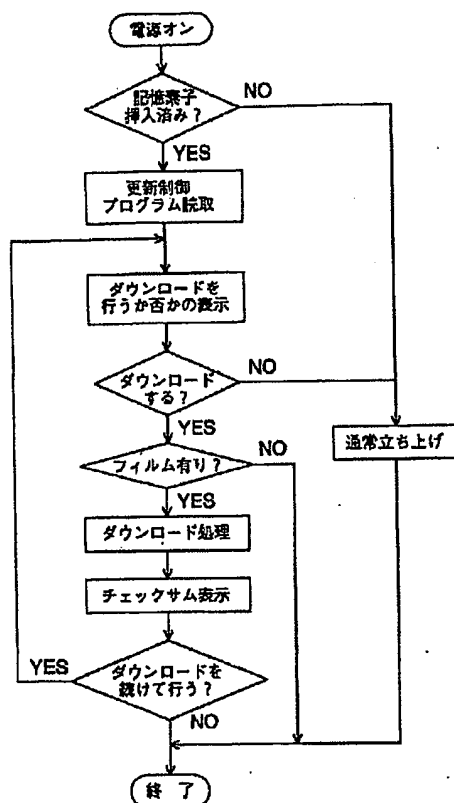 電源オン
記憶素子
挿入済み？
NO
YES
更新制御
プログラム読取
ダウンロードを
行うか否かの表示
ダウンロード
する？
NO
YES
通常立ち上げ
フィルム有り？
NO
YES
ダウンロード処理
チェックサム表示
YES
ダウンロードを
続けて行う？
NO
終 了